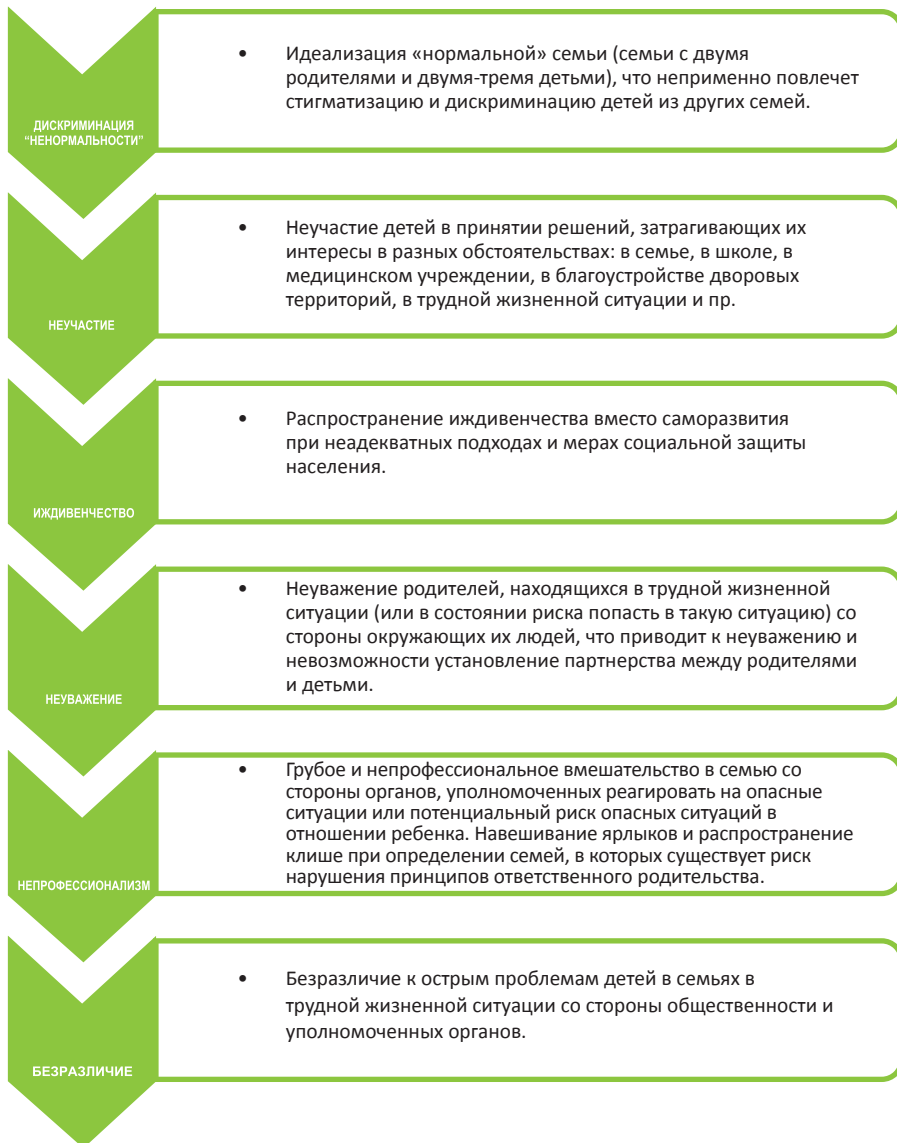 • Идеализация «нормальной» семьи (семьи с двумя
родителями и двумя-тремя детьми), что неприменно повлечет
стигматизацию и дискриминацию детей из других семей.
ДИСКРИМИНАЦИЯ
“НЕНОРМАЛЬНОСТИ”
• Неучастие детей в принятии решений, затрагивающих их
интересы в разных обстоятельствах: в семье, в школе, в
медицинском учреждении, в благоустройстве дворовых
территорий, в трудной жизненной ситуации и пр.
НЕУЧАСТИЕ
• Распространение иждивенчества вместо саморазвития
при неадекватных подходах и мерах социальной защиты
населения.
ИЖДИВЕНЧЕСТВО
• Неуважение родителей, находящихся в трудной жизненной
ситуации (или в состоянии риска попасть в такую ситуацию) со
стороны окружающих их людей, что приводит к неуважению и
невозможности установление партнерства между родителями
и детьми.
НЕУВАЖЕНИЕ
• Грубое и непрофессиональное вмешательство в семью со
стороны органов, уполномоченных реагировать на опасные
ситуации или потенциальный риск опасных ситуаций в
отношении ребенка. Навешивание ярлыков и распространение
клише при определении семей, в которых существует риск
нарушения принципов ответственного родительства.
НЕПРОФЕССИОНАЛИЗМ
• Безразличие к острым проблемам детей в семьях в
трудной жизненной ситуации со стороны общественности и
уполномоченных органов.
БЕЗРАЗЛИЧИЕ